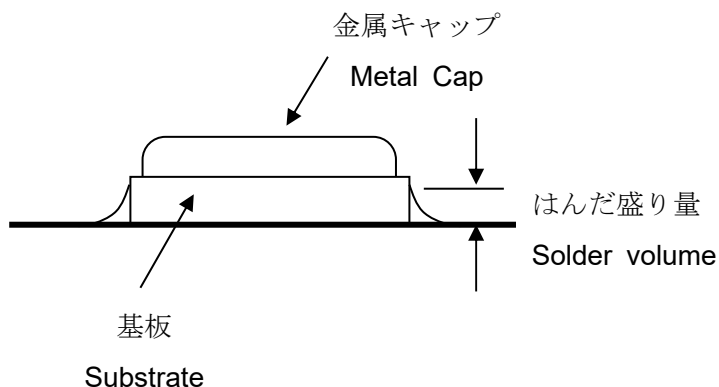 金属キャップ
Metal Cap
はんだ盛り量
Solder volume
基板
Substrate